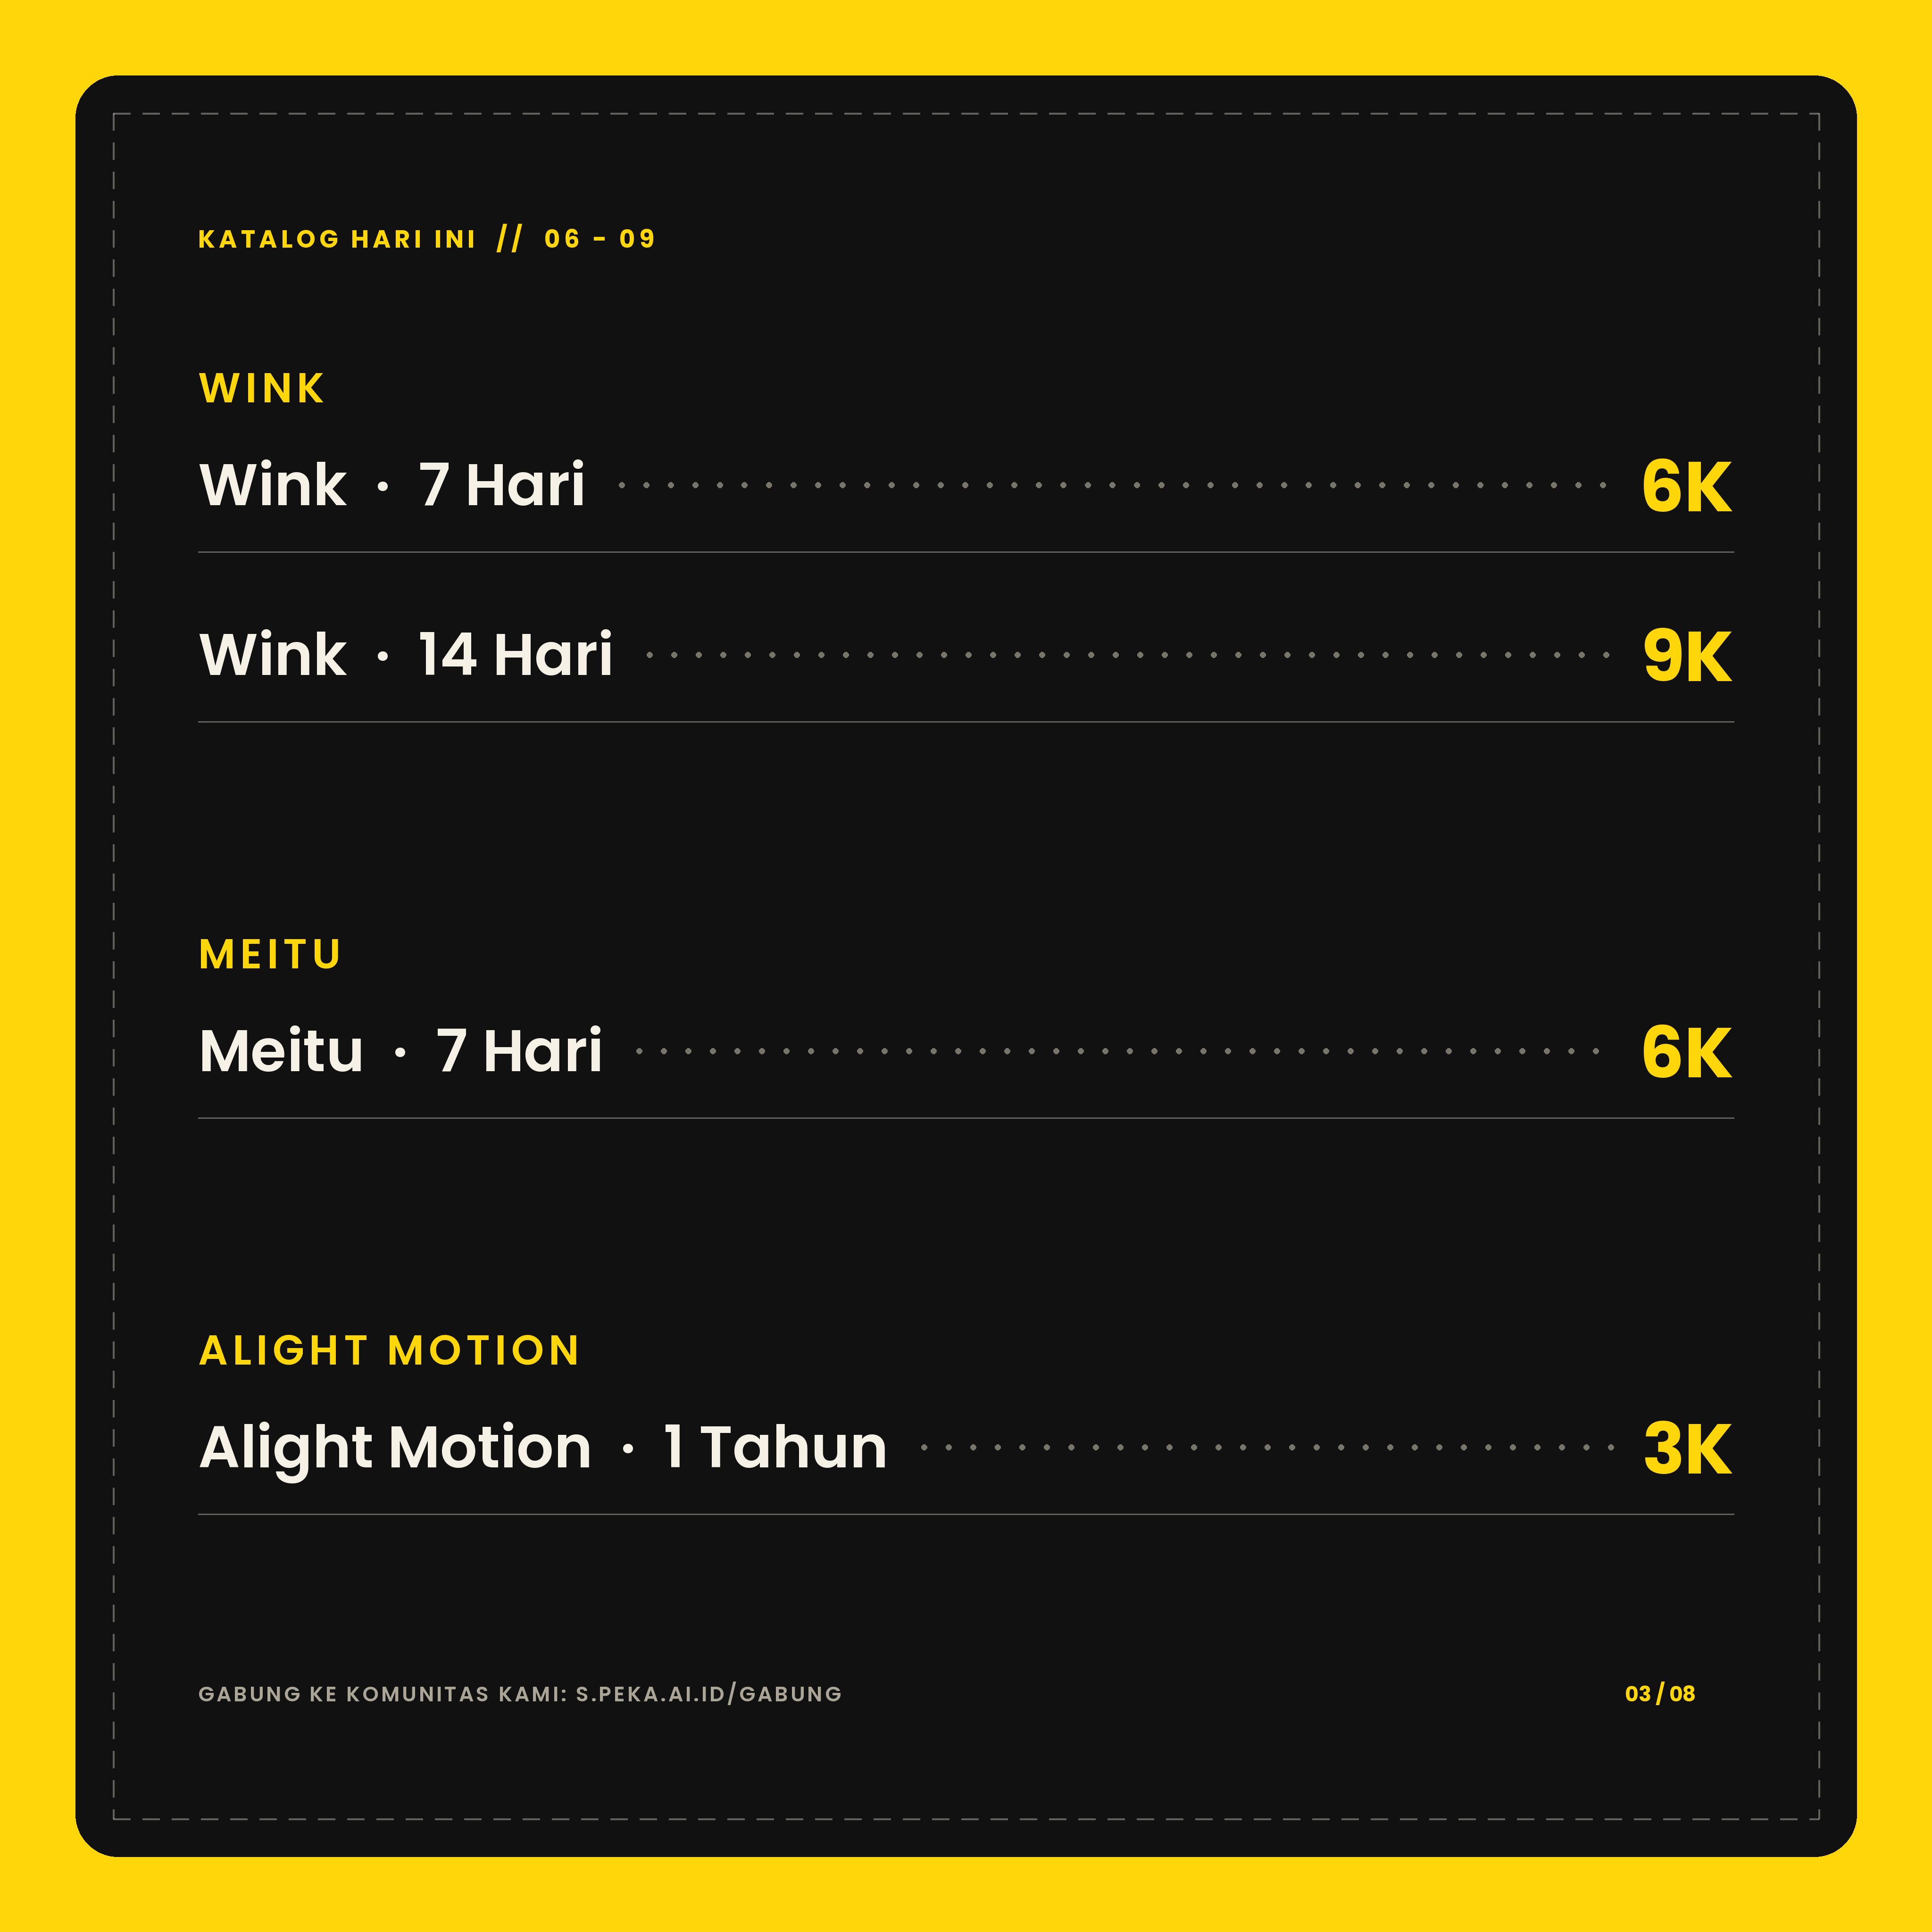 KATALOG HARI INI // 06 - 09
WINK
Wink · 7 Hari 6K
Wink · 14 Hari 9K
MEITU
Meitu · 7 Hari 6K
ALIGHT MOTION
Alight Motion · 1 Tahun 3K
GABUNG KE KOMUNITAS KAMI: S.PEKA.AI.ID/GABUNG 03 / 08